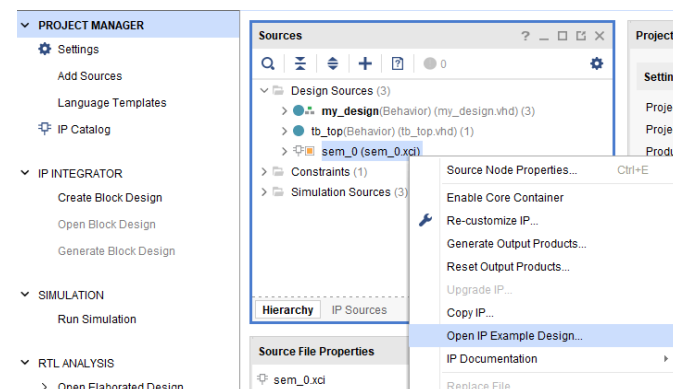 PROJECT MANAGER
Settings
Add Sources
Language Templates
IP Catalog
IP INTEGRATOR
Create Block Design
Open Block Design
Generate Block Design
SIMULATION
Run Simulation
RTL ANALYSIS
Open Elaborated Design
Sources
? _
0
Design Sources (3)
my_design(Behavior) (my_design.vhd) (3)
tb_top(Behavior) (tb_top.vhd) (1)
sem_0 (sem_0.xci)
Constraints (1)
Simulation Sources (3)
Hierarchy IP Sources
Source File Properties
sem_0.xci
Source Node Properties... Ctrl+E
Enable Core Container
Re-customize IP...
Generate Output Products...
Reset Output Products...
Upgrade IP...
Copy IP...
Open IP Example Design...
IP Documentation
Replace File
Project
Settin
Proje
Proje
Produ